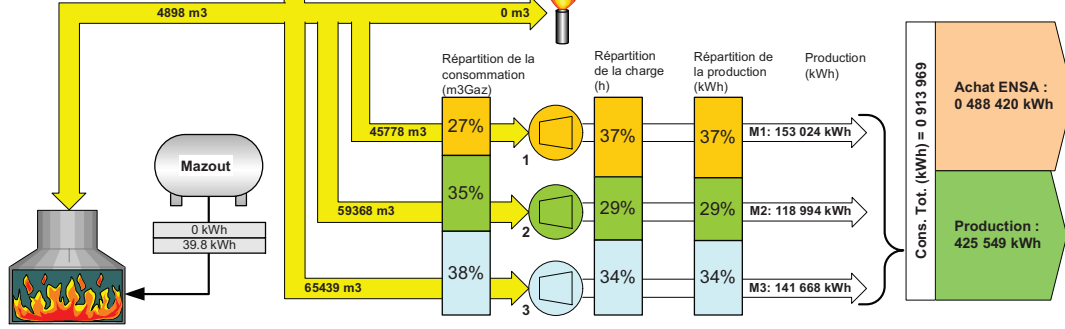 4898 m3
0 m3
Répartition de la
consommation
(m3Gaz)
Répartition
de la charge
(h)
Répartition de
la production
(kWh)
Production
(kWh)
45778 m3
27%
1
37%
37%
M1: 153 024 kWh
Mazout
0 kWh
39.8 kWh
59368 m3
35%
2
29%
29%
M2: 118 994 kWh
65439 m3
38%
3
34%
34%
M3: 141 668 kWh
Cons. Tot. (kWh) = 0 913 969
Achat ENSA :
0 488 420 kWh
Production :
425 549 kWh